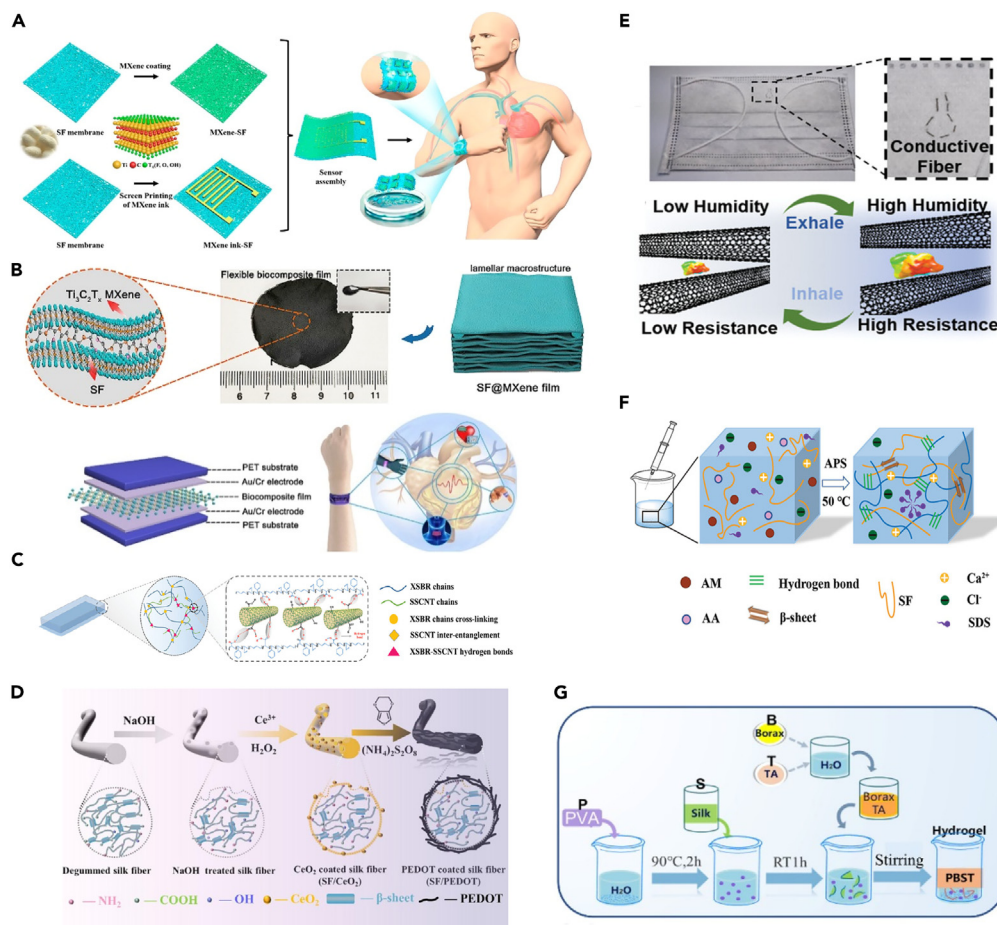 A
MXene coating
SF membrane
MXene-SF
Ti C Tx(F, O, OH)
Screen Printing
of MXene ink
SF membrane
MXene ink-SF
Sensor
assembly
B
Ti3C2Tx MXene
SF
Flexible biocomposite film
6 7 8 9 10 11
lamellar macrostructure
SF@MXene film
PET substrate
Au/Cr electrode
Biocomposite film
Au/Cr electrode
PET substrate
C
XSBR chains
SSCNT chains
XSBR chains cross-linking
SSCNT inter-entanglement
XSBR-SSCNT hydrogen bonds
D
NaOH
Ce3+
H2O2
(NH4)2S2O8
Degummed silk fiber
NaOH treated silk fiber
CeO2 coated silk fiber
(SF/CeO2)
PEDOT coated silk fiber
(SF/PEDOT)
— NH2
— COOH
— OH
— CeO2
— β-sheet
— PEDOT
E
Conductive
Fiber
Low Humidity
Exhale
High Humidity
Low Resistance
Inhale
High Resistance
F
APS
50 °C
AM
Hydrogen bond
SF
Ca2+
Cl-
AA
β-sheet
SDS
G
B
Borax
T
TA
H2O
Borax
TA
P
PVA
S
Silk
Hydrogel
90℃,2h
RT1h
Stirring
H2O
PBST